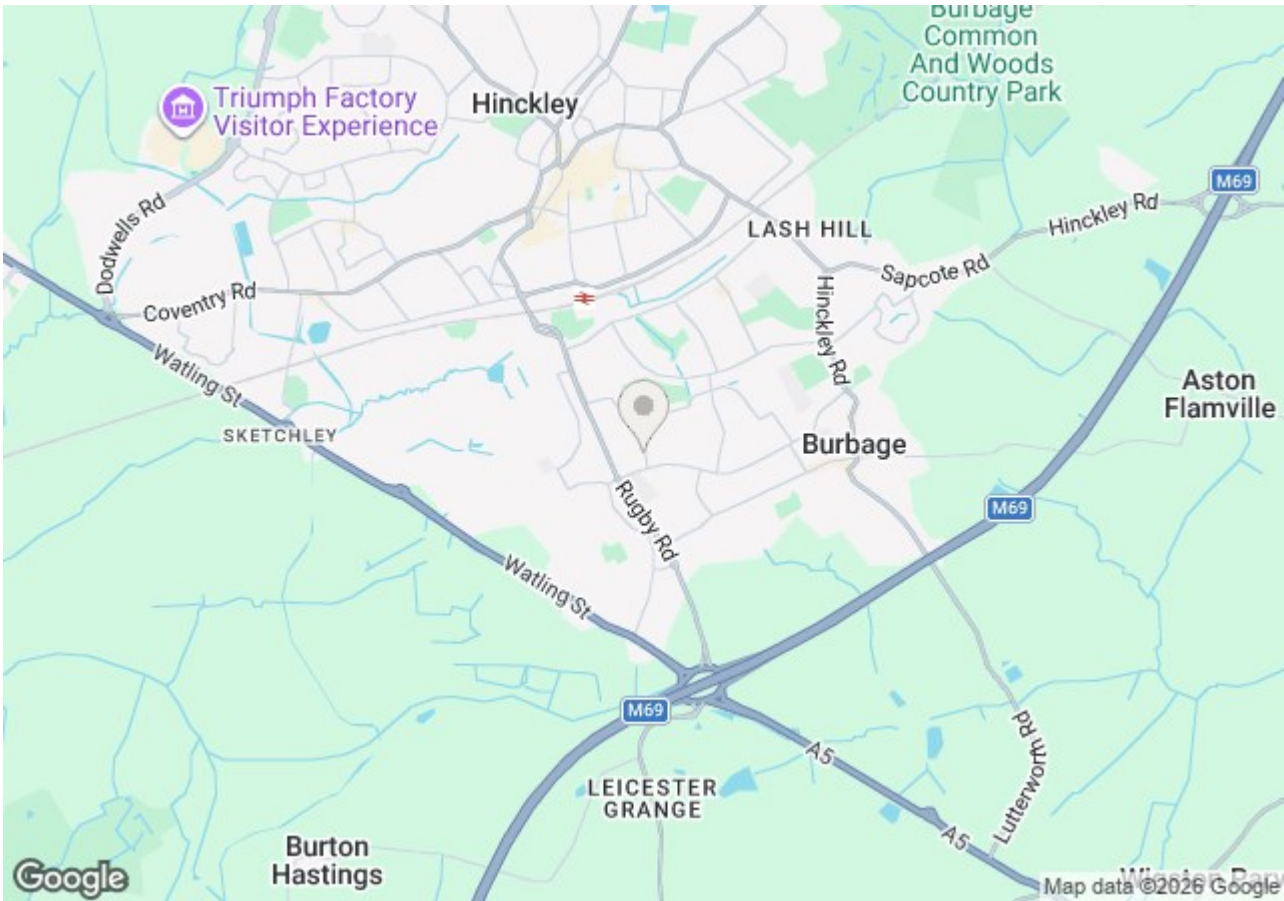 Burbage
Common
And Woods
Country Park
Triumph Factory
Visitor Experience
Hinckley
M69
Dodwells Rd
LASH HILL
Hinckley Rd
Sapcote Rd
Coventry Rd
Hinckley Rd
Watling St
Aston
Flamville
SKETCHLEY
Burbage
Rugby Rd
M69
Watling St
M69
A5
LEICESTER
GRANGE
Lutterworth Rd
A5
Burton
Hastings
Google
Map data ©2026 Google